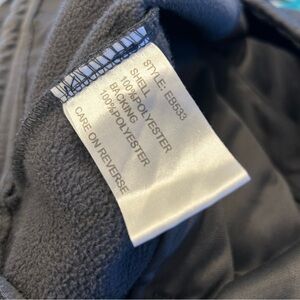 STYLE: EB533
SHELL
100%POLYESTER
BACKING
100%POLYESTER
CARE ON REVERSE